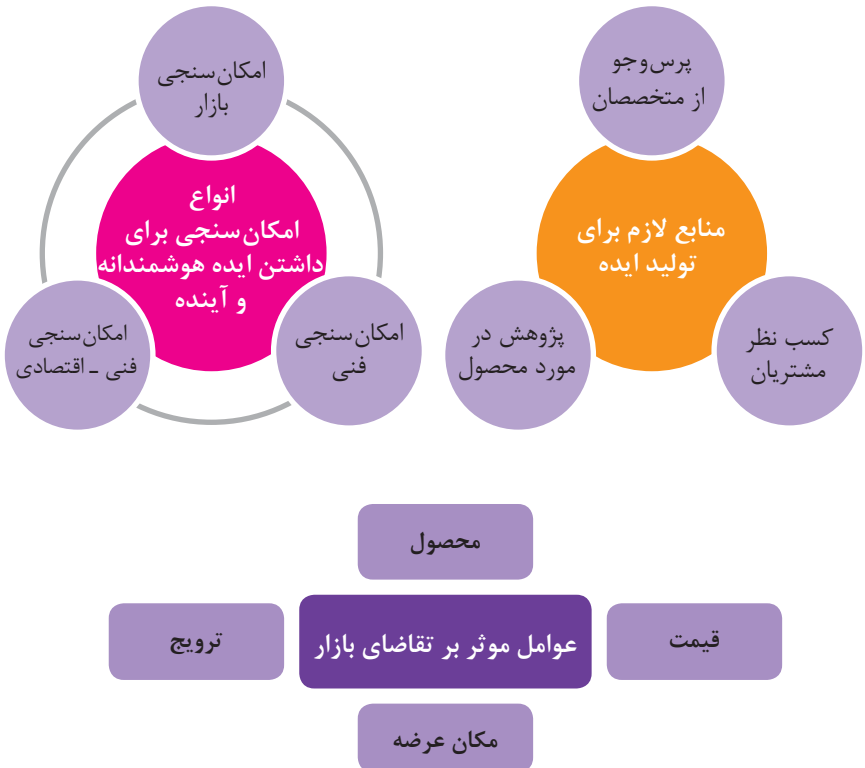 پرس‌وجو
از متخصصان
منابع لازم برای
تولید ایده
کسب نظر
مشتریان
پژوهش در
مورد محصول
امکان‌سنجی
بازار
انواع
امکان‌سنجی برای
داشتن ایده هوشمندانه
و آینده
امکان‌سنجی
فنی
امکان‌سنجی
فنی ـ اقتصادی
محصول
قیمت
عوامل موثر بر تقاضای بازار
ترویج
مکان عرضه